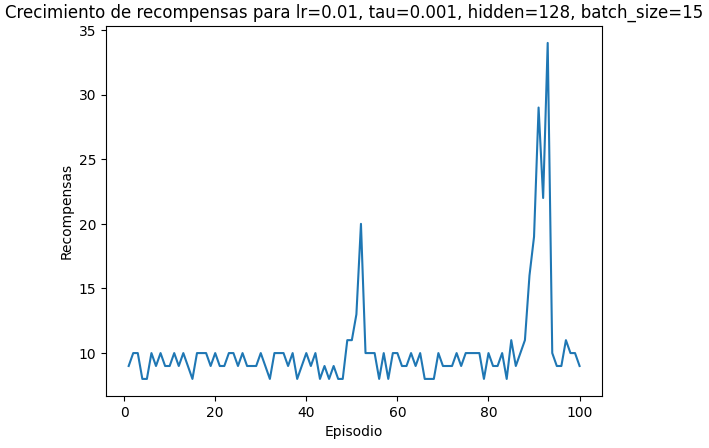 Crecimiento de recompensas para lr=0.01, tau=0.001, hidden=128, batch_size=15
35
30
25
20
15
10
Recompensas
0 20 40 60 80 100
Episodio